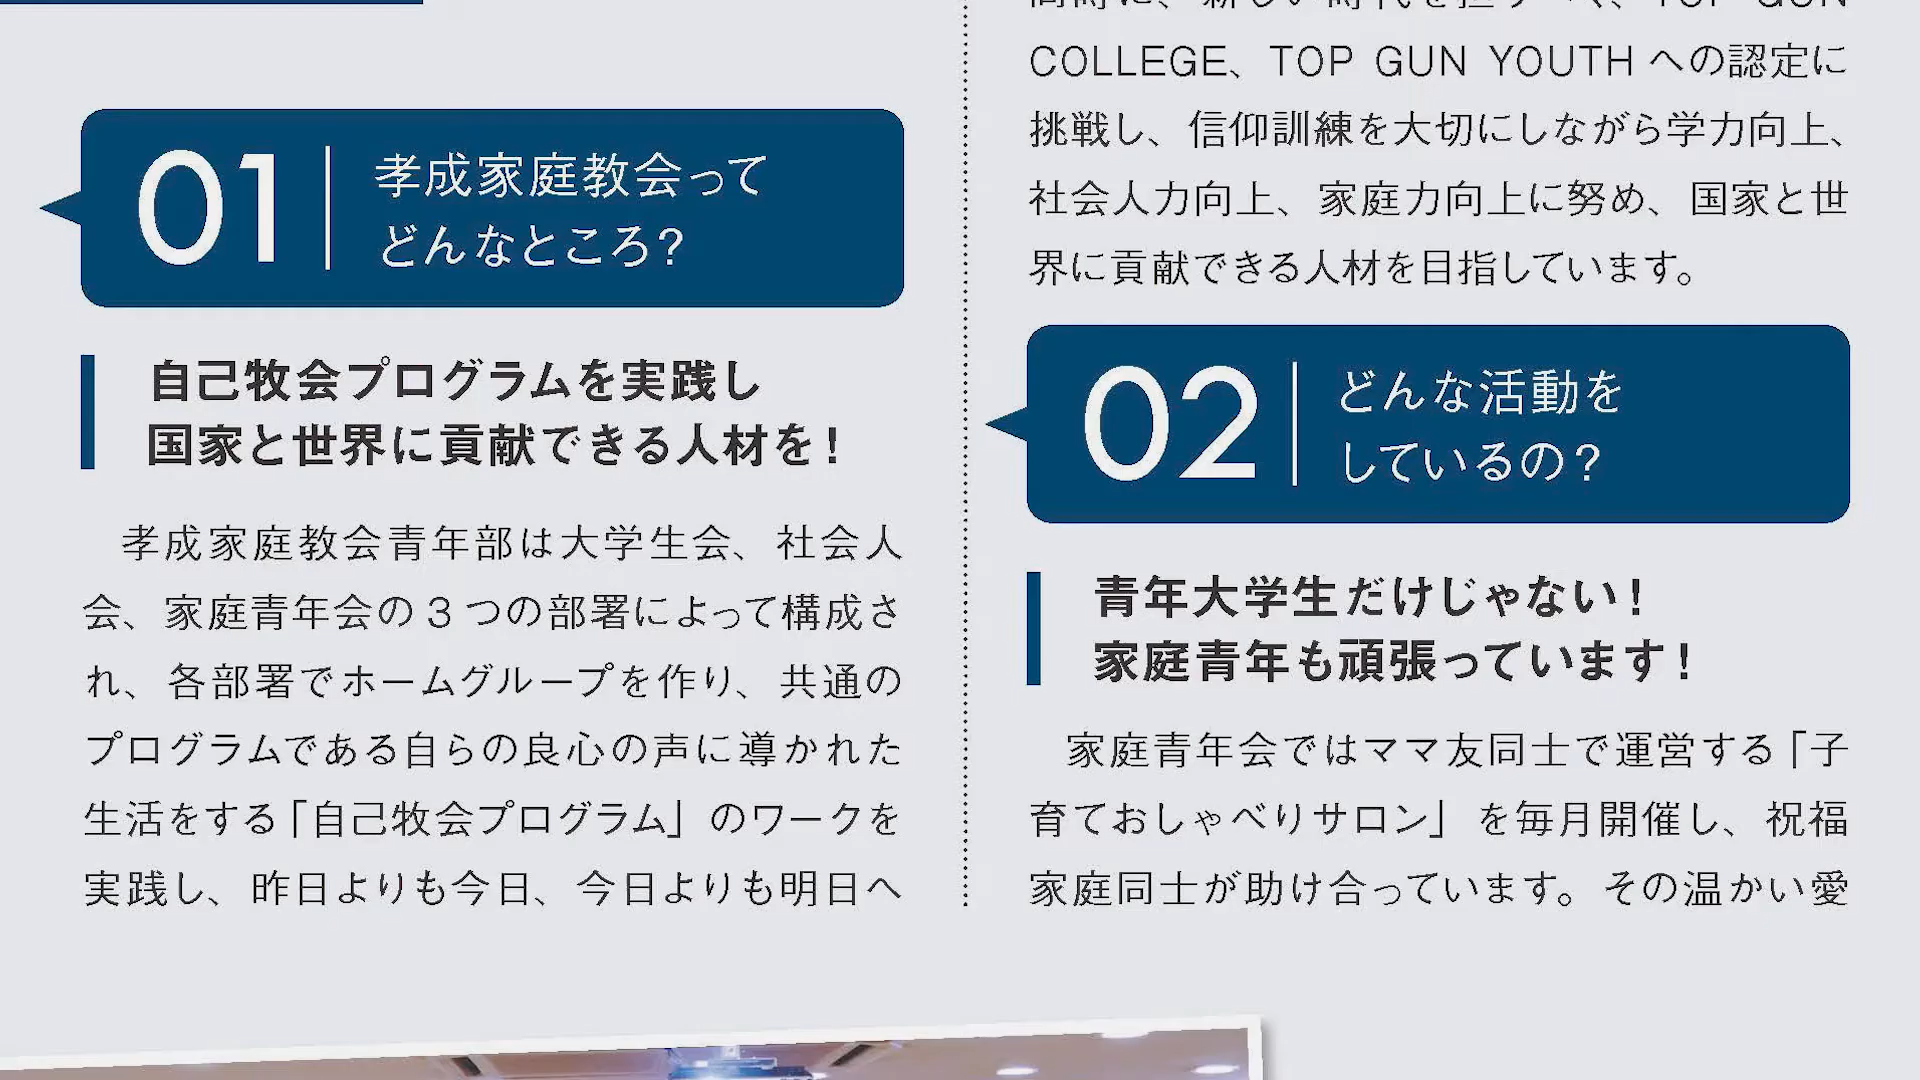 01
孝成家庭教会って
どんなところ？
自己牧会プログラムを実践し
国家と世界に貢献できる人材を！
孝成家庭教会青年部は大学生会、社会人
会、家庭青年会の 3 つの部署によって構成さ
れ、各部署でホームグループを作り、共通の
プログラムである自らの良心の声に導かれた
生活をする「自己牧会プログラム」のワークを
実践し、昨日よりも今日、今日よりも明日へ
COLLEGE、TOP GUN YOUTH への認定に
挑戦し、信仰訓練を大切にしながら学力向上、
社会人力向上、家庭力向上に努め、国家と世
界に貢献できる人材を目指しています。
02
どんな活動を
しているの？
青年大学生だけじゃない！
家庭青年も頑張っています！
家庭青年会ではママ友同士で運営する「子
育ておしゃべりサロン」を毎月開催し、祝福
家庭同士が助け合っています。その温かい愛